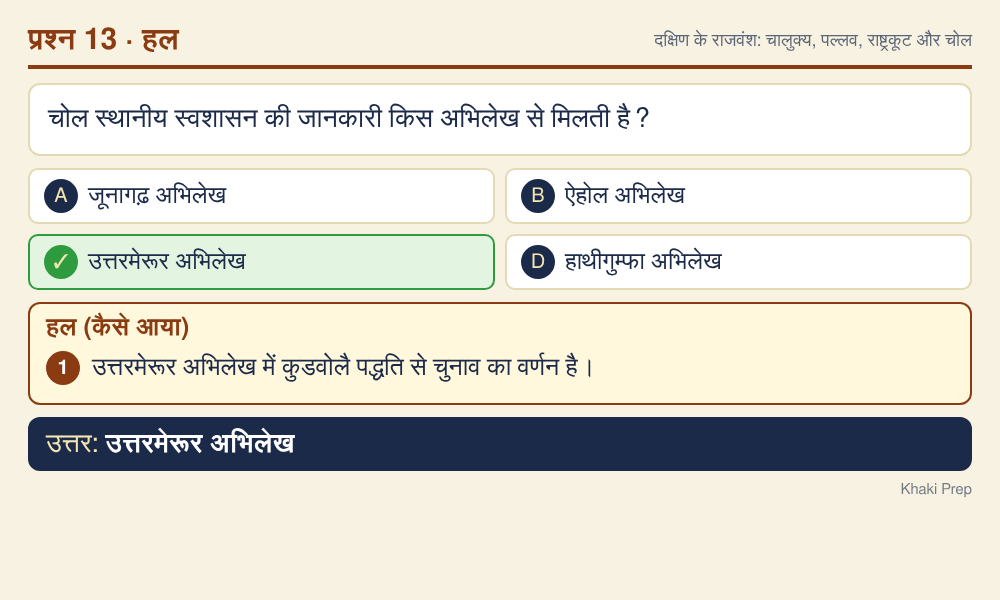 प्रश्न 13 · हल
दक्षिण के राजवंश: चालुक्य, पल्लव, राष्ट्रकूट और चोल
चोल स्थानीय स्वशासन की जानकारी किस अभिलेख से मिलती है ?
A जूनागढ़ अभिलेख
B ऐहोल अभिलेख
✓ उत्तरमेरूर अभिलेख
D हाथीगुम्फा अभिलेख
हल (कैसे आया)
1 उत्तरमेरूर अभिलेख में कुडवोलै पद्धति से चुनाव का वर्णन है।
उत्तर: उत्तरमेरूर अभिलेख
Khaki Prep